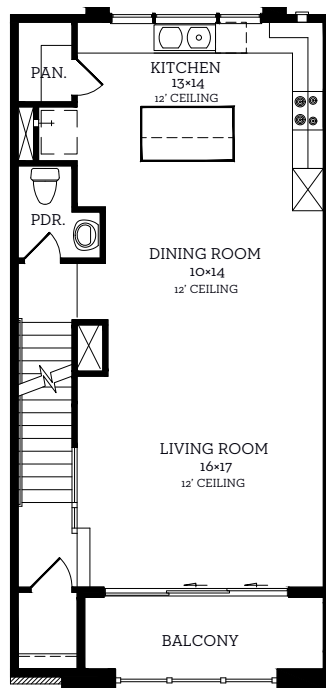 PAN.
KITCHEN
13×14
12' CEILING
PDR.
DINING ROOM
10×14
12' CEILING
LIVING ROOM
16×17
12' CEILING
BALCONY